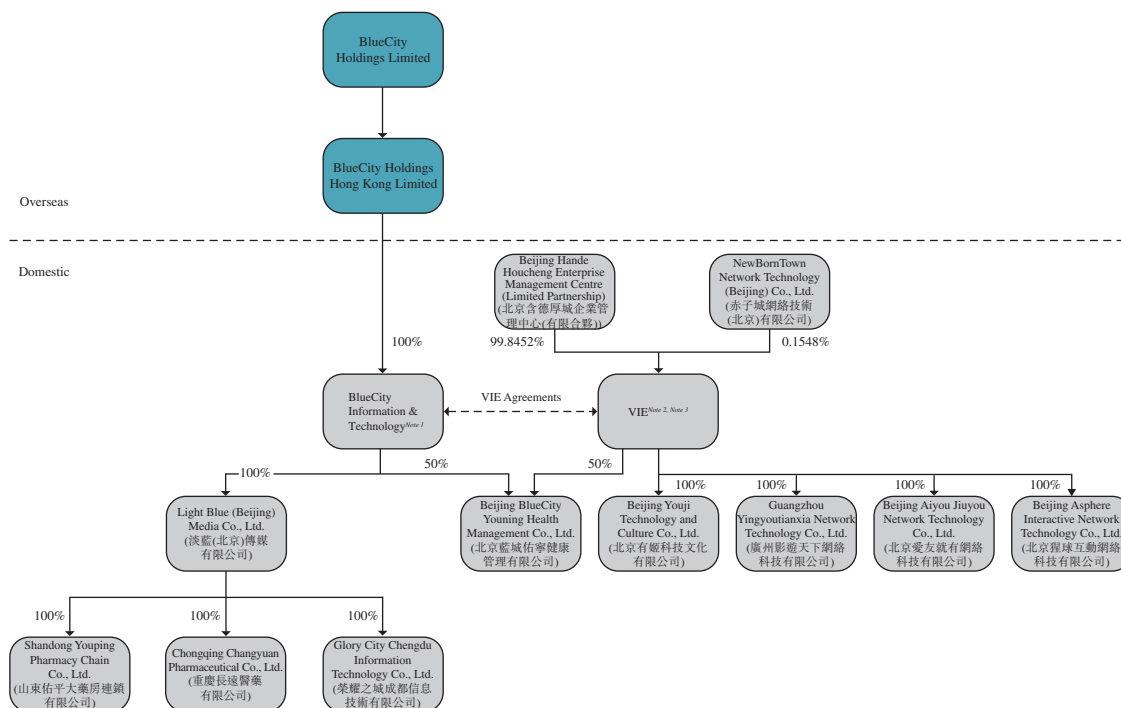 BlueCity
Holdings Limited
BlueCity Holdings
Hong Kong Limited
Overseas
Domestic
Beijing Hande
Houcheng Enterprise
Management Centre
(Limited Partnership)
(北京含德厚城企業管
理中心(有限合夥))
NewBornTown
Network Technology
(Beijing) Co., Ltd.
(赤子城網絡技術
(北京)有限公司)
100%
99.8452%
0.1548%
BlueCity
Information &
Technology Note 1
VIE Agreements
VIE Note 2, Note 3
100%
50%
50%
100%
100%
100%
100%
Light Blue (Beijing)
Media Co., Ltd.
(淡藍(北京)傳媒
有限公司)
Beijing BlueCity
Youning Health
Management Co., Ltd.
(北京藍城佑寧健康
管理有限公司)
Beijing Youji
Technology and
Culture Co., Ltd.
(北京有姬科技文化
有限公司)
Guangzhou
Yingyoutianxia Network
Technology Co., Ltd.
(廣州影遊天下網絡
科技有限公司)
Beijing Aiyou Jiuyou
Network Technology
Co., Ltd.
(北京愛友就有網絡
科技有限公司)
Beijing Asphere
Interactive Network
Technology Co., Ltd.
(北京猩球互動網絡
科技有限公司)
100%
100%
100%
Shandong Youping
Pharmacy Chain
Co., Ltd.
(山東佑平大藥房連鎖
有限公司)
Chongqing Changyuan
Pharmaceutical Co., Ltd.
(重慶長遠醫藥
有限公司)
Glory City Chengdu
Information
Technology Co., Ltd.
(榮耀之城成都信息
技術有限公司)